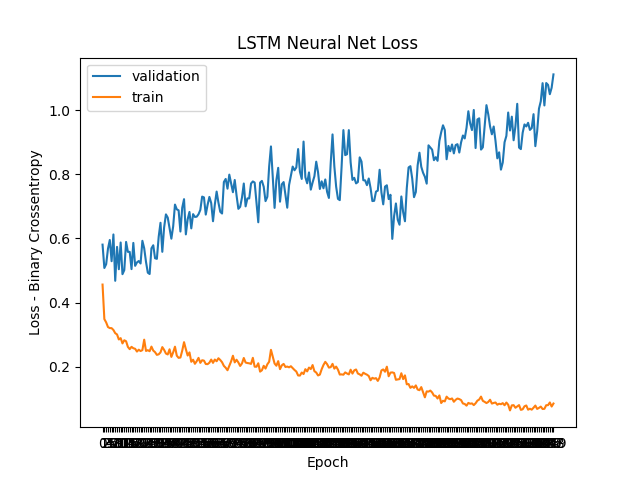 LSTM Neural Net Loss
validation
train
1.0
0.8
0.6
0.4
0.2
Loss - Binary Crossentropy
Epoch